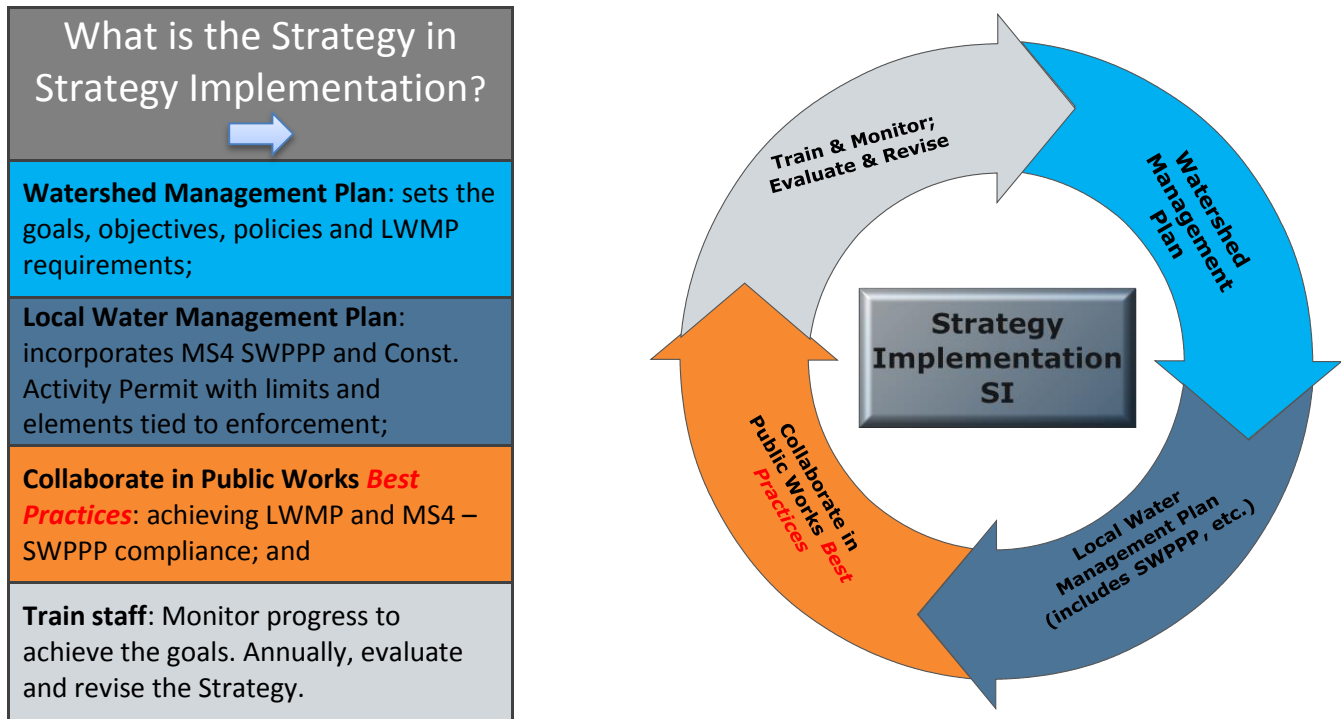 What is the Strategy in
Strategy Implementation?
Watershed Management Plan: sets the
goals, objectives, policies and LWMP
requirements;
Local Water Management Plan:
incorporates MS4 SWPPP and Const.
Activity Permit with limits and
elements tied to enforcement;
Collaborate in Public Works Best
Practices: achieving LWMP and MS4 –
SWPPP compliance; and
Train staff: Monitor progress to
achieve the goals. Annually, evaluate
and revise the Strategy.
Train & Monitor;
Evaluate & Revise
Watershed
Management
Plan
Strategy
Implementation
SI
Local Water
Management Plan
(includes SWPPP, etc.)
Collaborate in
Public Works Best
Practices